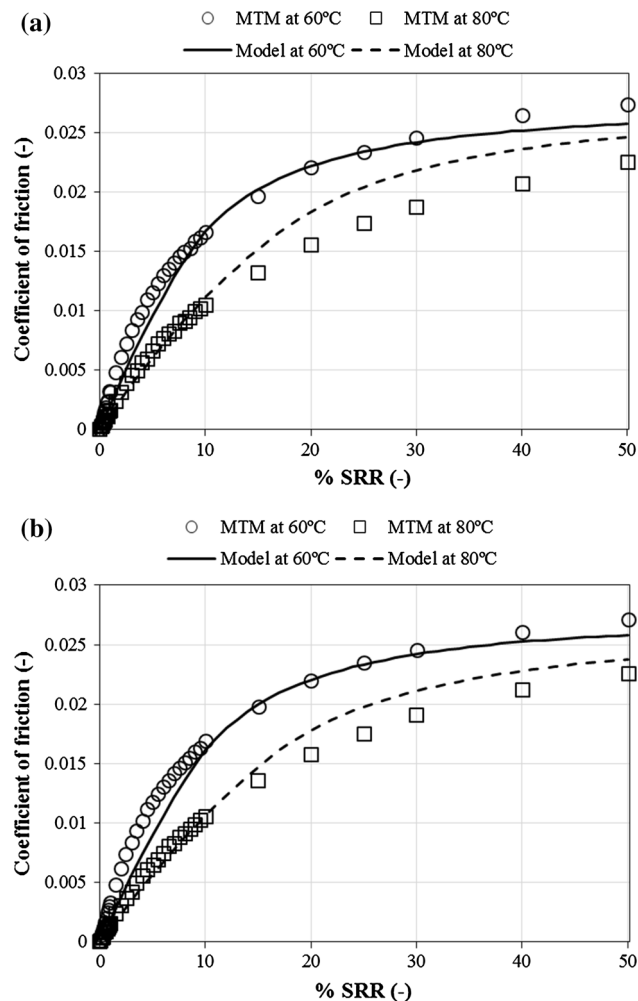 (a)
MTM at 60ºC MTM at 80ºC
Model at 60ºC Model at 80ºC
0.03
0.025
0.02
0.015
0.01
0.005
0
Coefficient of friction (-)
0 10 20 30 40 50
% SRR (-)
(b)
MTM at 60ºC MTM at 80ºC
Model at 60ºC Model at 80ºC
0.03
0.025
0.02
0.015
0.01
0.005
0
Coefficient of friction (-)
0 10 20 30 40 50
% SRR (-)